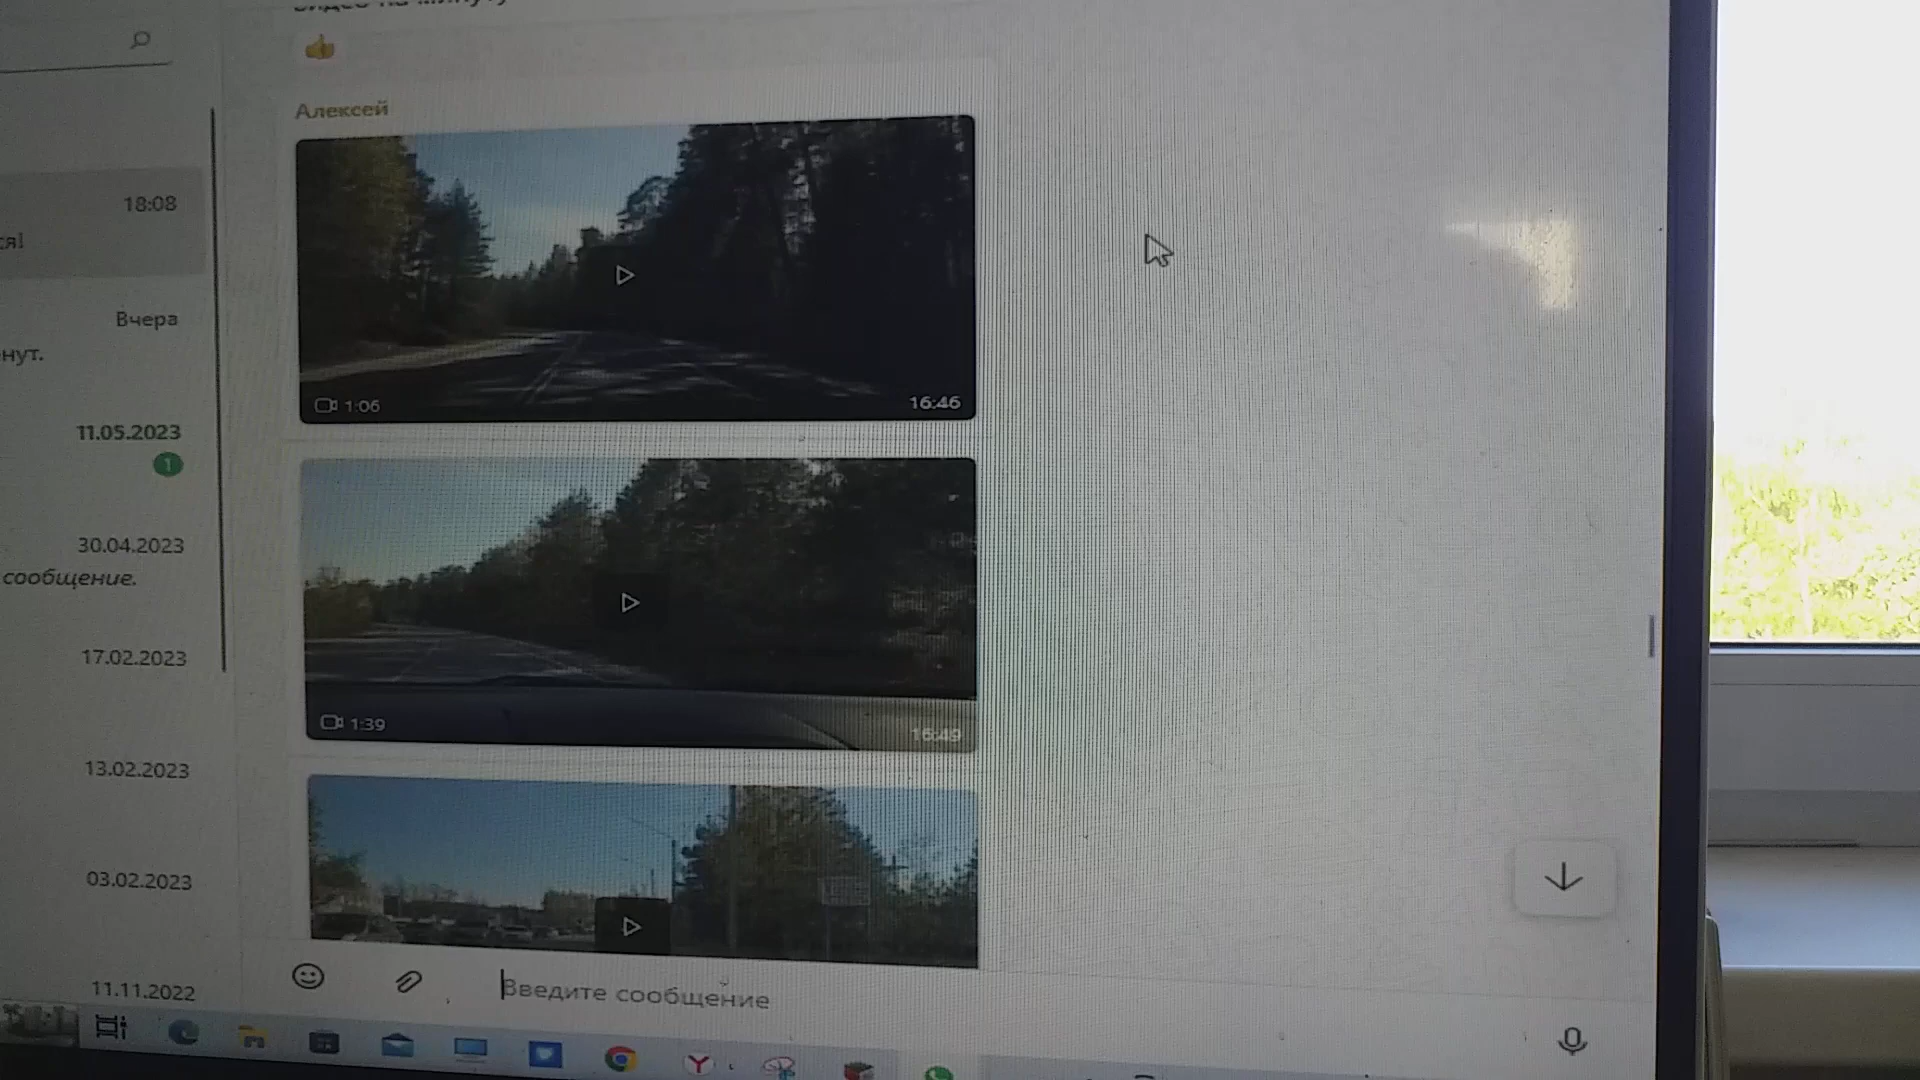 Алексей
18:08
ся!
Вчера
нут.
11.05.2023
1
30.04.2023
сообщение.
17.02.2023
13.02.2023
03.02.2023
11.11.2022
1:06
16:46
1:39
16:49
Введите сообщение